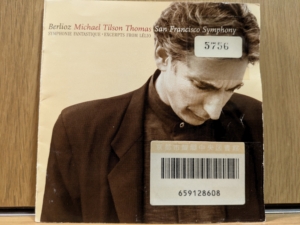 Berlioz Michael Tilson Thomas San Francisco Symphony
SYMPHONIE FANTASTIQUE · EXCERPTS FROM LÉLIO
5756
659128608